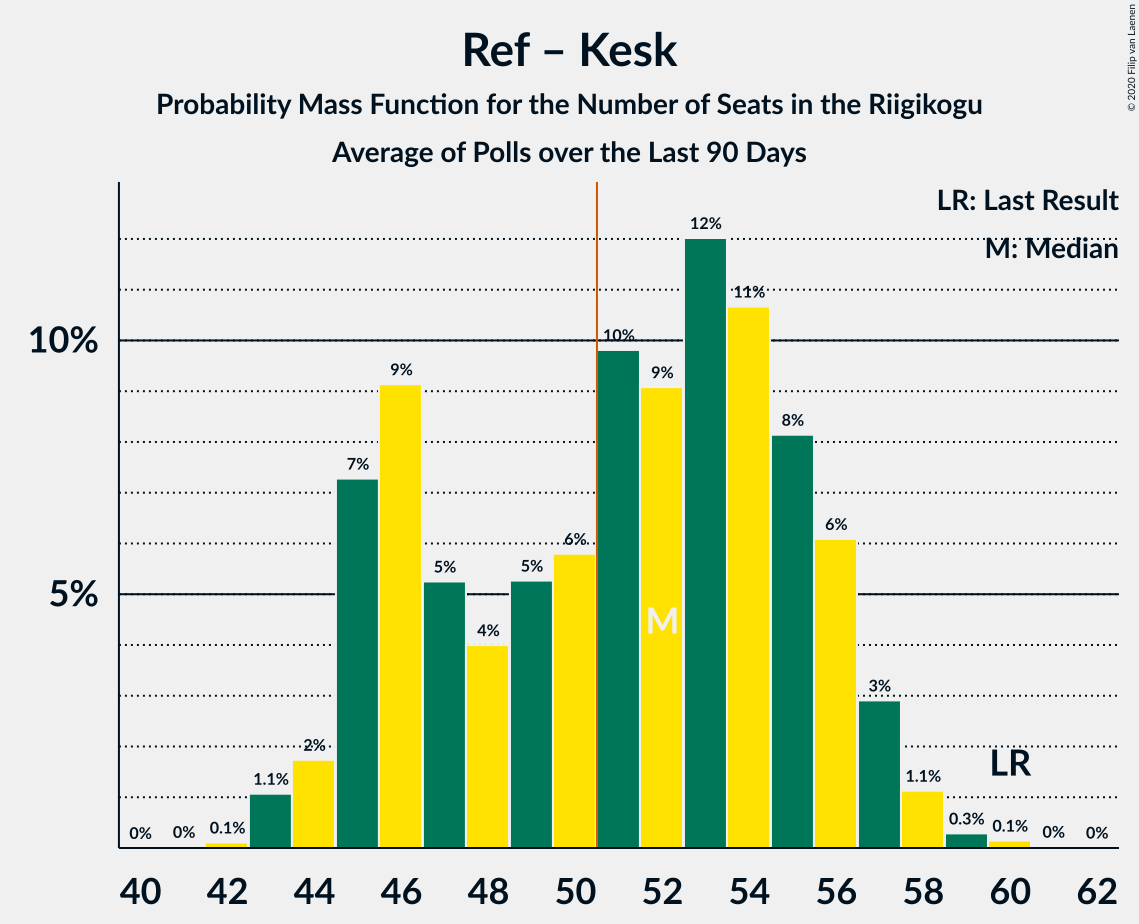 Ref – Kesk
Probability Mass Function for the Number of Seats in the Riigikogu
Average of Polls over the Last 90 Days
© 2020 Filip van Laenen
LR: Last Result
M: Median
10%
5%
0%
0%
0.1%
1.1%
2%
7%
9%
5%
4%
5%
6%
10%
9%
12%
11%
8%
6%
3%
1.1%
0.3%
0.1%
0%
0%
M
LR
40 42 44 46 48 50 52 54 56 58 60 62